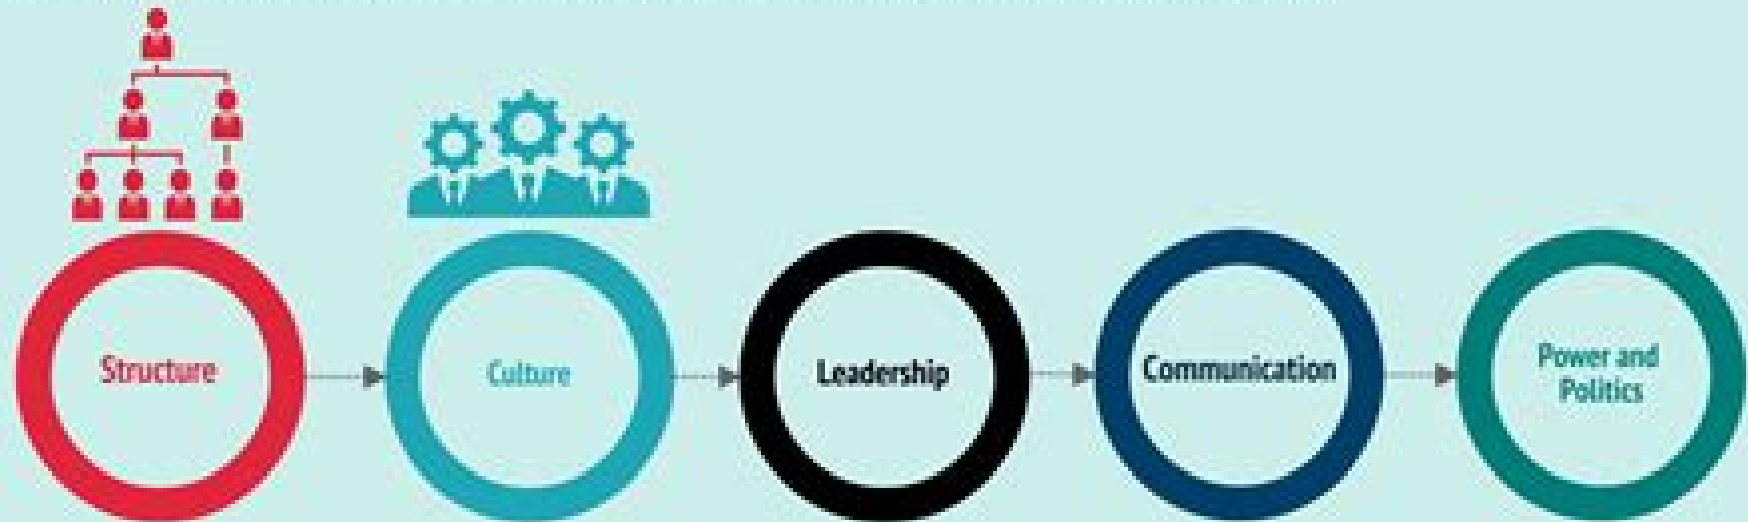 Structure
Culture
Leadership
Communication
Power and
Politics